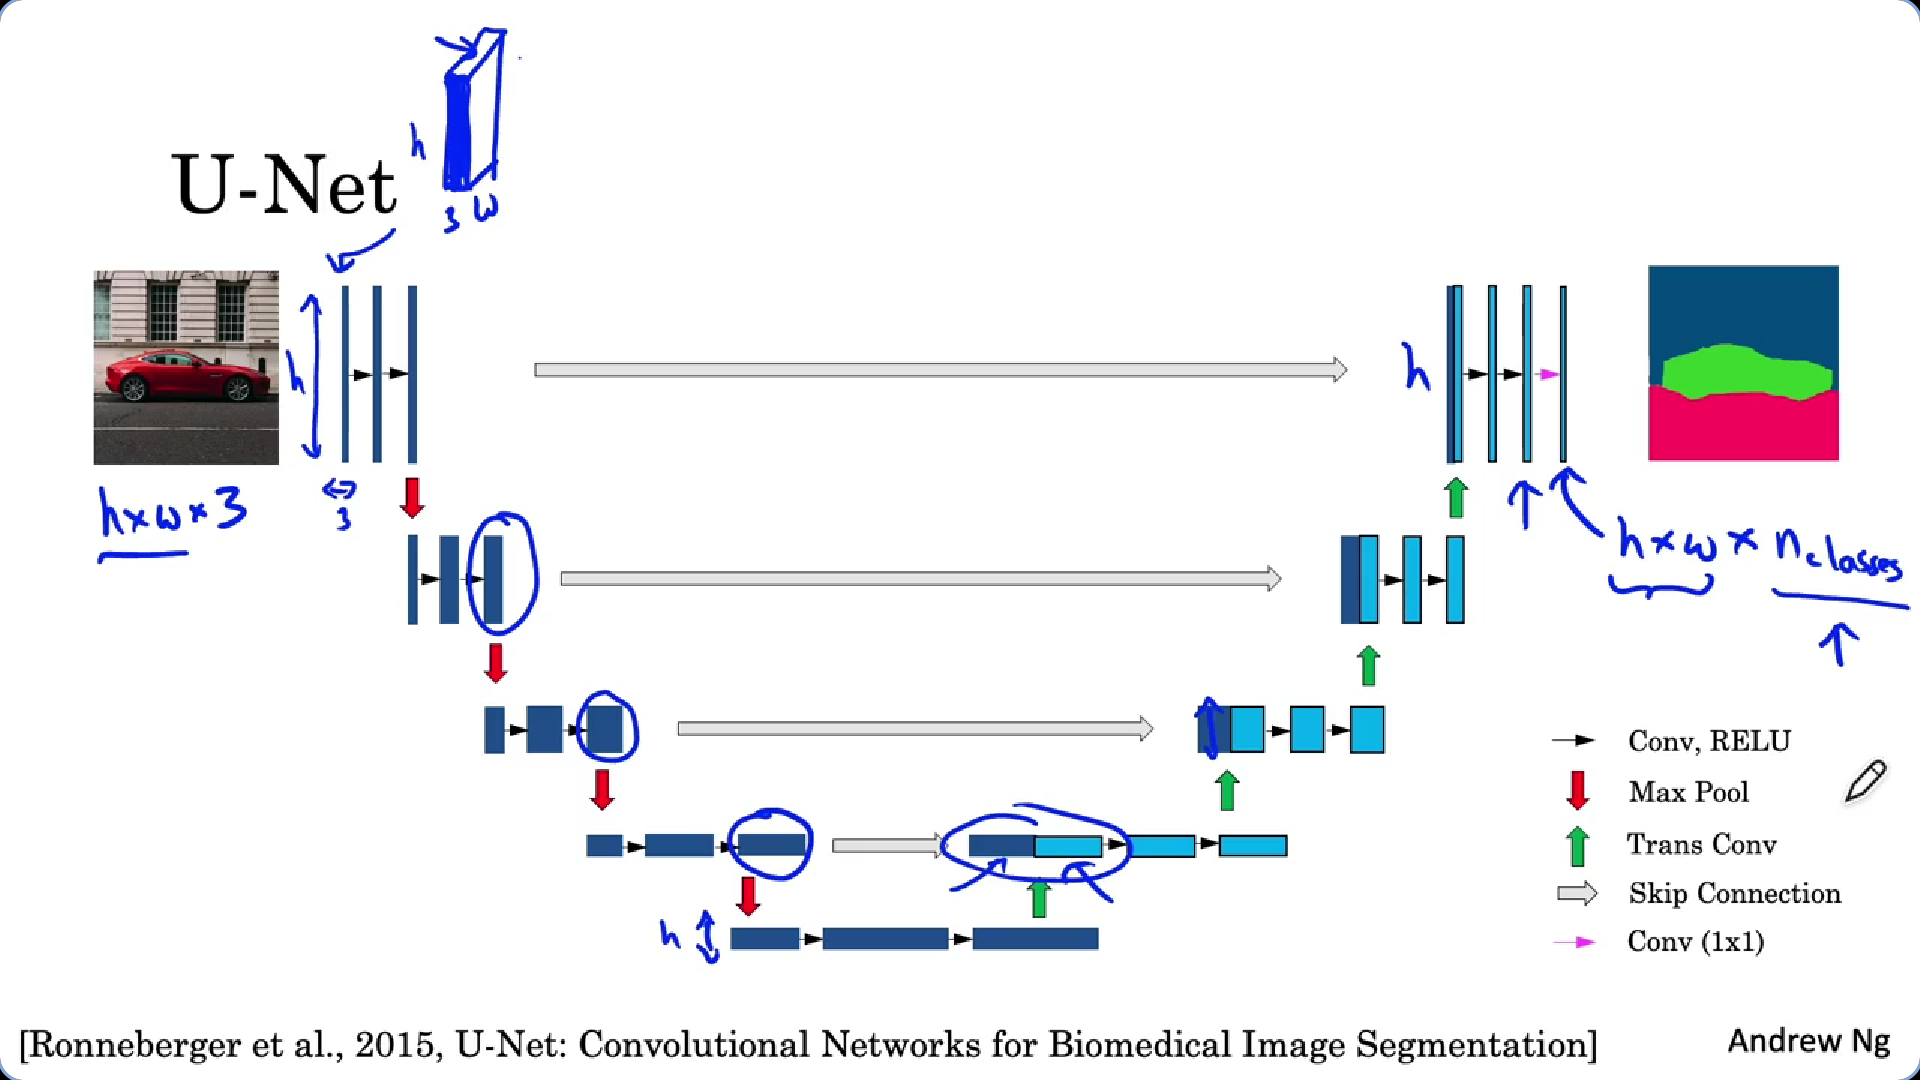 h
3 w
U-Net
h
h
h×w×3
3
h×w×n classes
Conv, RELU
Max Pool
Trans Conv
Skip Connection
Conv (1x1)
h
[Ronneberger et al., 2015, U-Net: Convolutional Networks for Biomedical Image Segmentation]
Andrew Ng